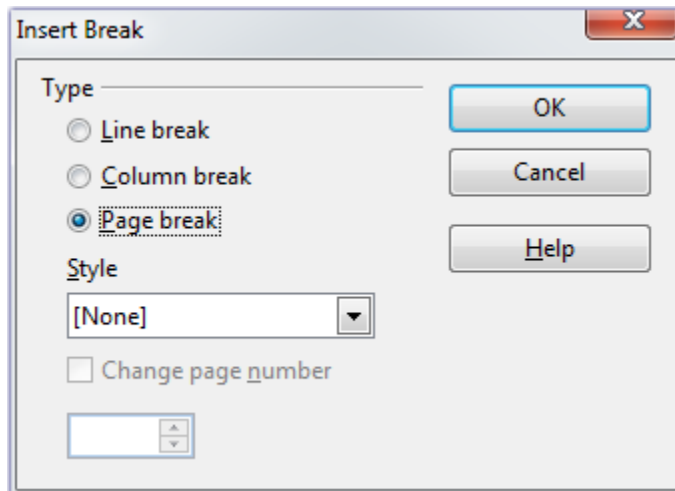 Insert Break
Type
Line break
Column break
Page break
Style
[None]
Change page number
OK
Cancel
Help